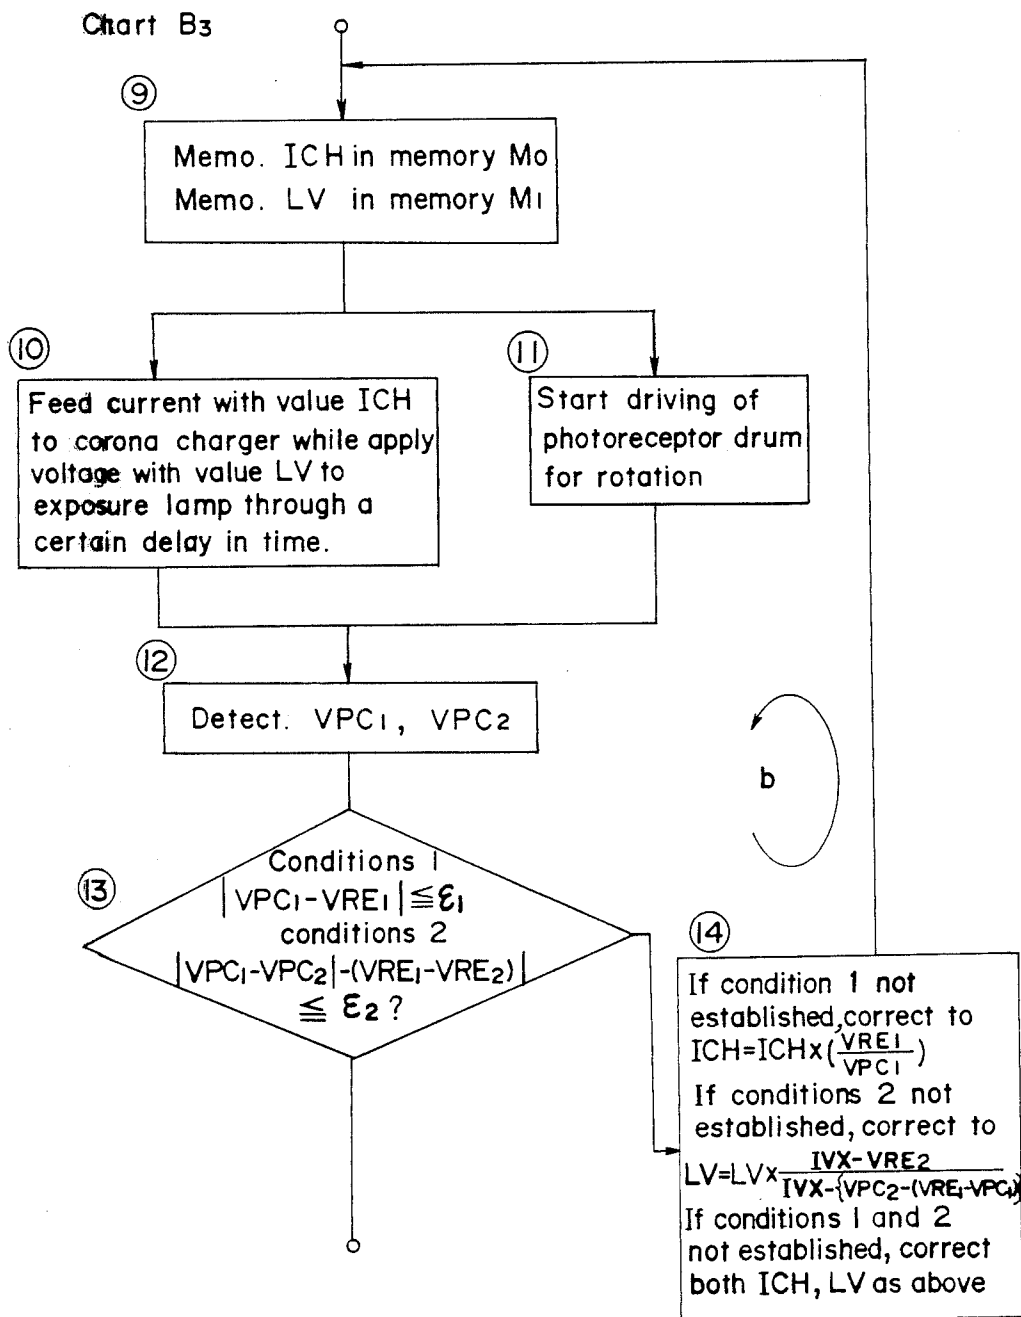 Chart B3
⑨
Memo. ICH in memory Mo
Memo. LV in memory M1
⑩
Feed current with value ICH
to corona charger while apply
voltage with value LV to
exposure lamp through a
certain delay in time.
⑪
Start driving of
photoreceptor drum
for rotation
⑫
Detect. VPC1, VPC2
b
⑬
Conditions 1
|VPC1-VRE1|≦ε1
conditions 2
|VPC1-VPC2|-(VRE1-VRE2)|
≦ ε2?
⑭
If condition 1 not
established, correct to
ICH=ICH×(VRE1/VPC1)
If conditions 2 not
established, correct to
LV=LV×IVX-VRE2/IVX-{VPC2-(VRE1-VPC1)}
If conditions 1 and 2
not established, correct
both ICH, LV as above